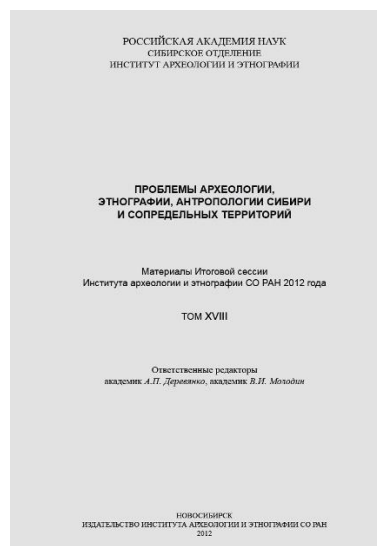 РОССИЙСКАЯ АКАДЕМИЯ НАУК
СИБИРСКОЕ ОТДЕЛЕНИЕ
ИНСТИТУТ АРХЕОЛОГИИ И ЭТНОГРАФИИ
ПРОБЛЕМЫ АРХЕОЛОГИИ,
ЭТНОГРАФИИ, АНТРОПОЛОГИИ СИБИРИ
И СОПРЕДЕЛЬНЫХ ТЕРРИТОРИЙ
Материалы Итоговой сессии
Института археологии и этнографии СО РАН 2012 года
ТОМ XVIII
Ответственные редакторы
академик А.П. Деревянко, академик В.И. Молодин
НОВОСИБИРСК
ИЗДАТЕЛЬСТВО ИНСТИТУТА АРХЕОЛОГИИ И ЭТНОГРАФИИ СО РАН
2012